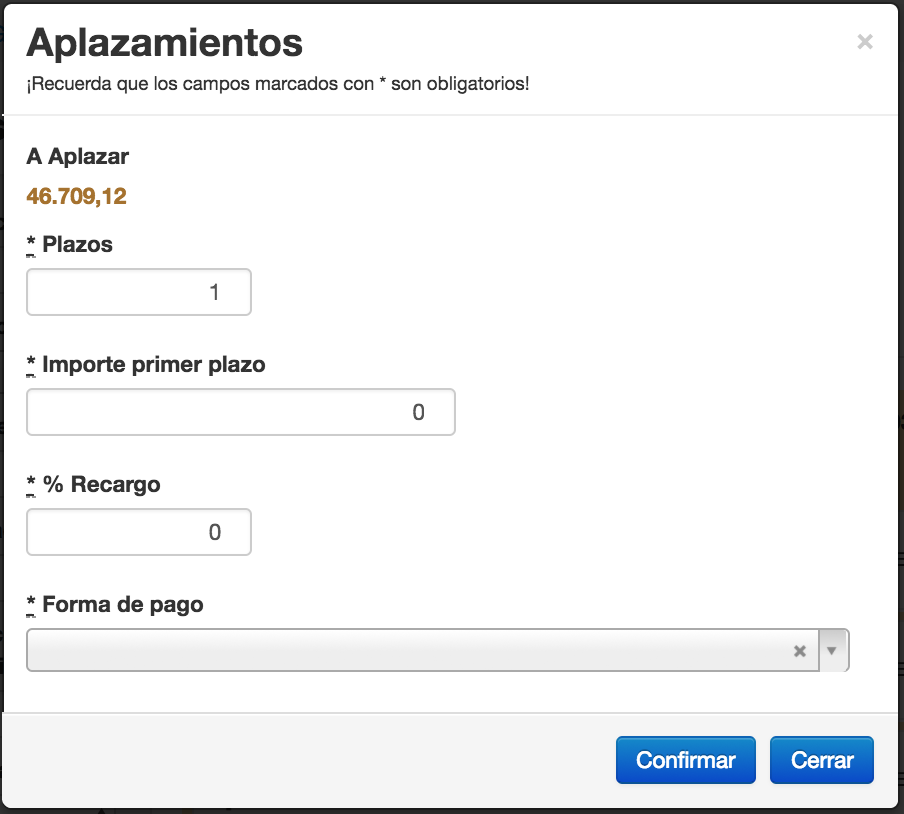 Aplazamientos
¡Recuerda que los campos marcados con * son obligatorios!
A Aplazar
46.709,12
* Plazos
1
* Importe primer plazo
0
* % Recargo
0
* Forma de pago
Confirmar
Cerrar